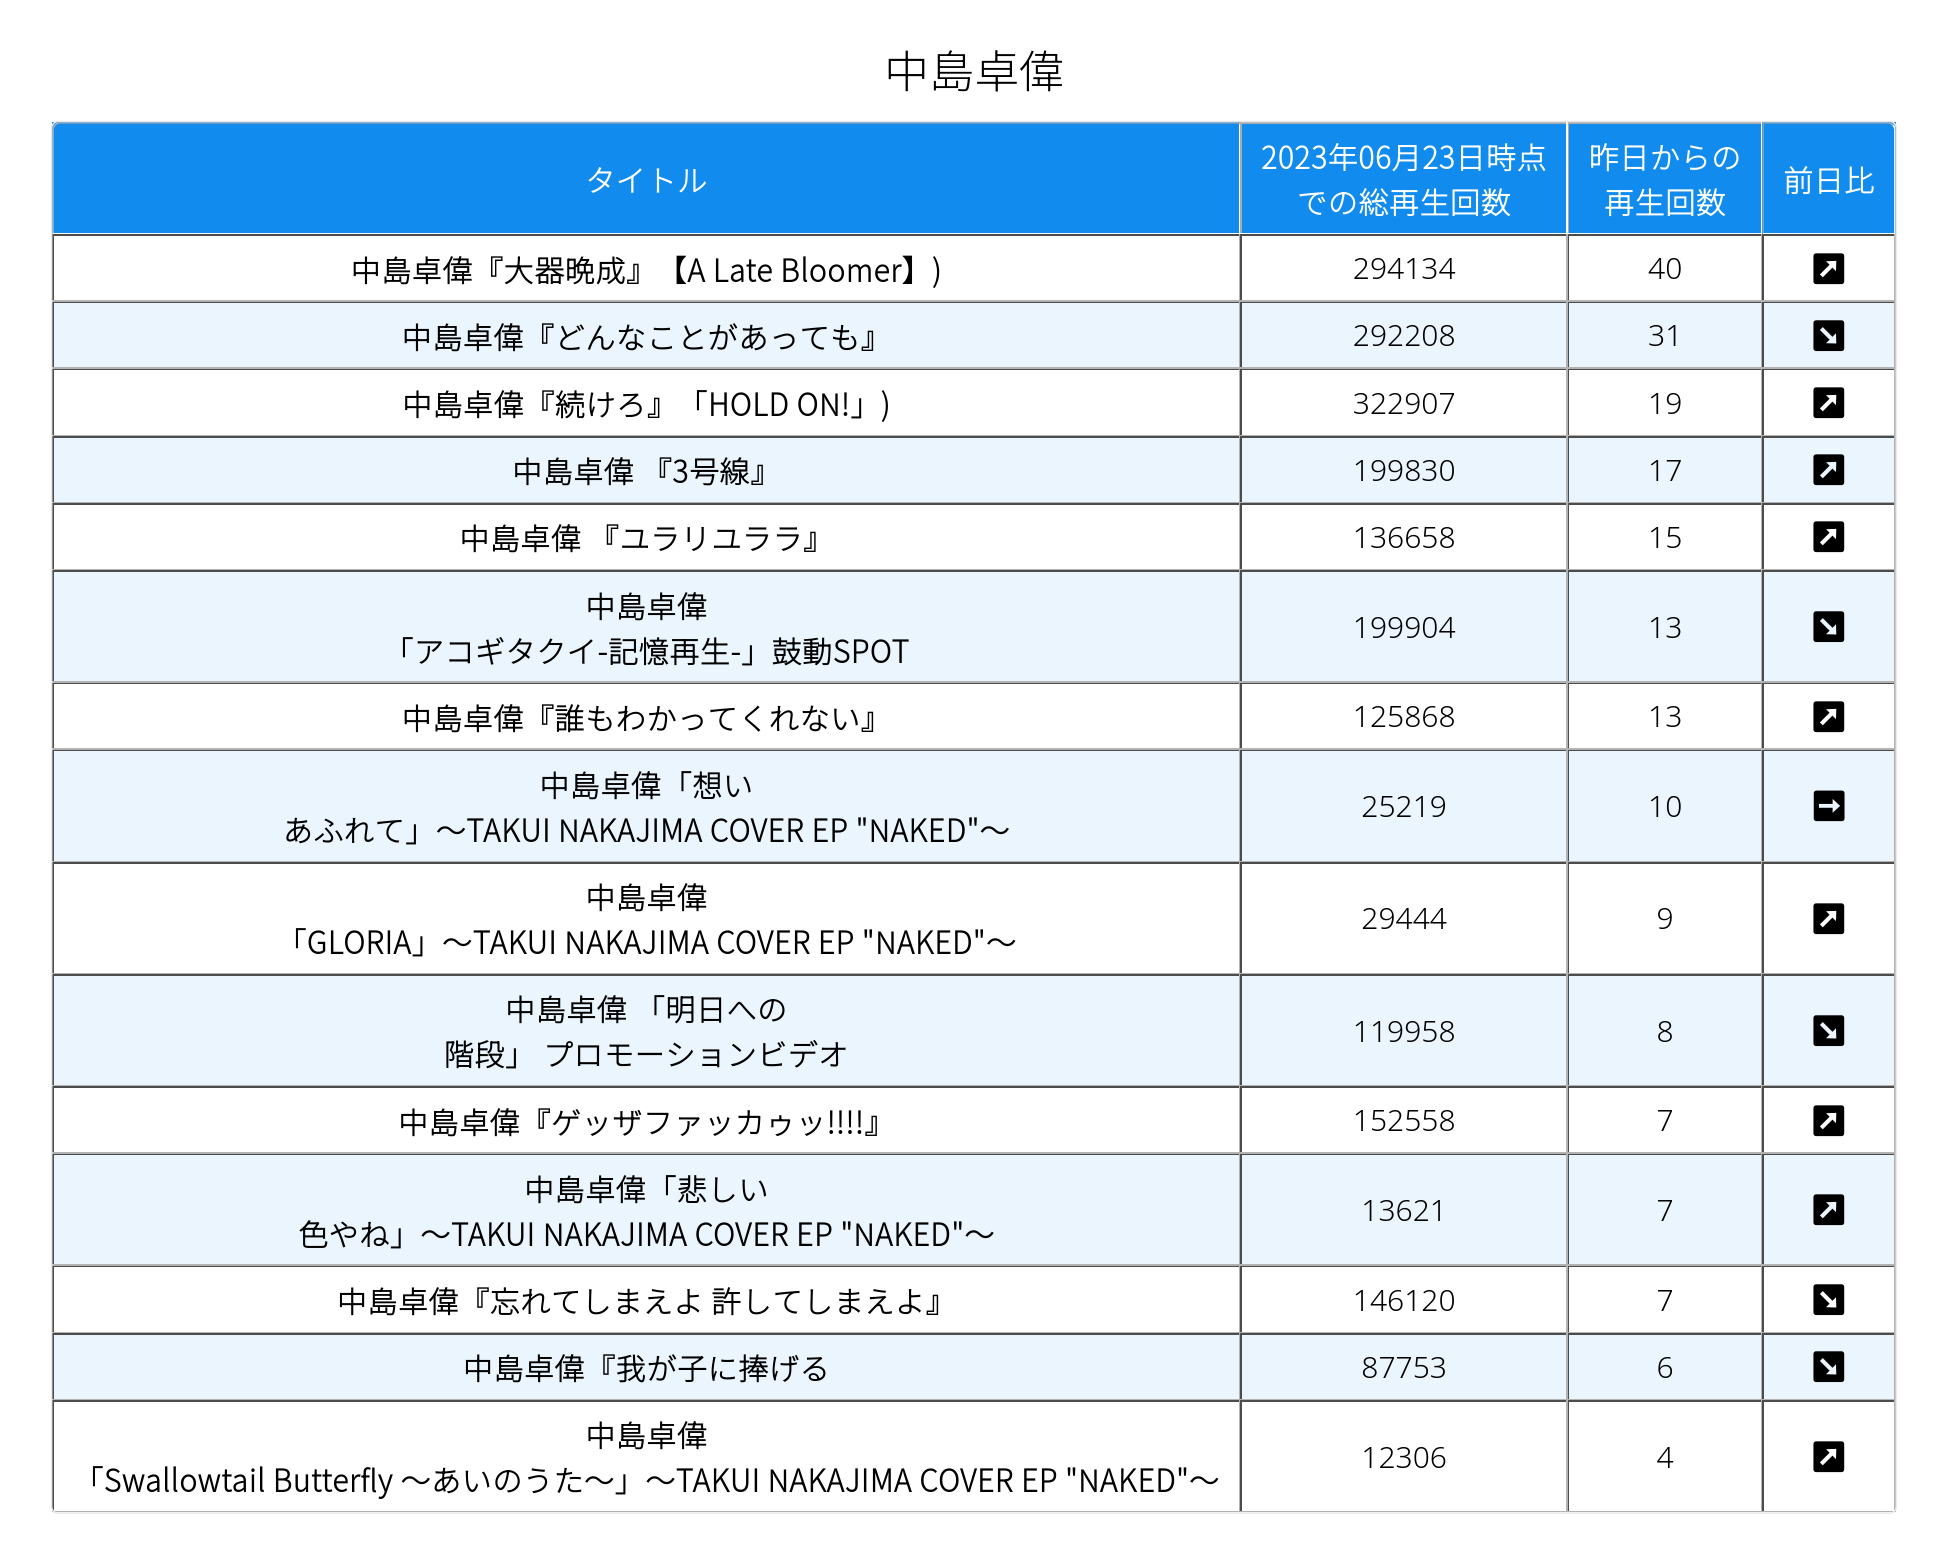 中島卓偉
タイトル
2023年06月23日時点
での総再生回数
昨日からの
再生回数
前日比
中島卓偉『大器晩成』【A Late Bloomer】)
294134
40
中島卓偉『どんなことがあっても』
292208
31
中島卓偉『続けろ』「HOLD ON!」)
322907
19
中島卓偉 『3号線』
199830
17
中島卓偉 『ユラリユララ』
136658
15
中島卓偉
「アコギタクイ-記憶再生-」鼓動SPOT
199904
13
中島卓偉『誰もわかってくれない』
125868
13
中島卓偉「想い
あふれて」～TAKUI NAKAJIMA COVER EP "NAKED"～
25219
10
中島卓偉
「GLORIA」～TAKUI NAKAJIMA COVER EP "NAKED"～
29444
9
中島卓偉 「明日への
階段」 プロモーションビデオ
119958
8
中島卓偉『ゲッザファッカゥッ!!!!』
152558
7
中島卓偉「悲しい
色やね」～TAKUI NAKAJIMA COVER EP "NAKED"～
13621
7
中島卓偉『忘れてしまえよ 許してしまえよ』
146120
7
中島卓偉『我が子に捧げる
87753
6
中島卓偉
「Swallowtail Butterfly ～あいのうた～」～TAKUI NAKAJIMA COVER EP "NAKED"～
12306
4